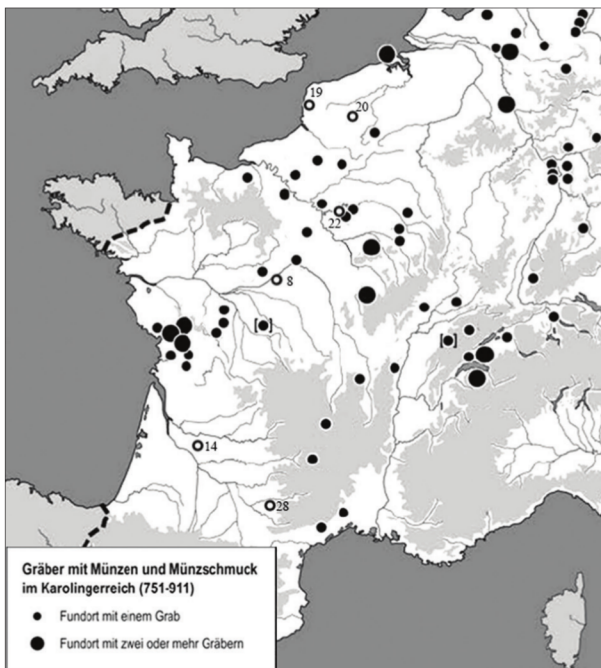 19
20
22
8
[ ]
[ ]
14
28
Gräber mit Münzen und Münzschmuck
im Karolingerreich (751-911)
Fundort mit einem Grab
Fundort mit zwei oder mehr Gräbern